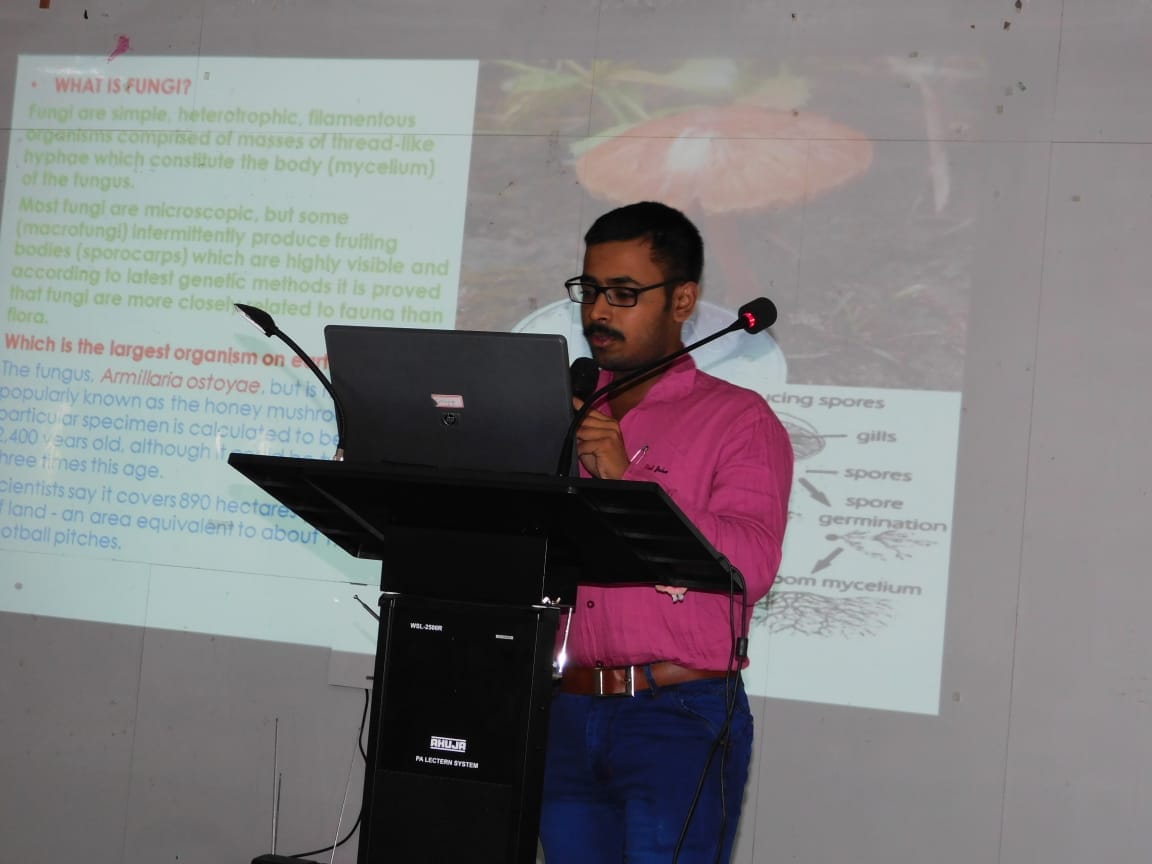 • WHAT IS FUNGI?
Fungi are simple, heterotrophic, filamentous
organisms comprised of masses of thread-like
hyphae which constitute the body (mycelium)
of the fungus.
Most fungi are microscopic, but some
(macrofungi) intermittently produce fruiting
bodies (sporocarps) which are highly visible and
according to latest genetic methods it is proved
that fungi are more closely related to fauna than
flora.
Which is the largest organism on
The fungus, Armillaria ostoyae, but is
popularly known as the honey
particular specimen is calculated to be
2,400 years old, although
three times this age.
cientists say it covers 890 hectares
f land - an area equivalent to about
ootball pitches.
ucing spores
gills
spores
spore
germination
oom mycelium
WSL-2500R
AHUJA
PA LECTERN SYSTEM